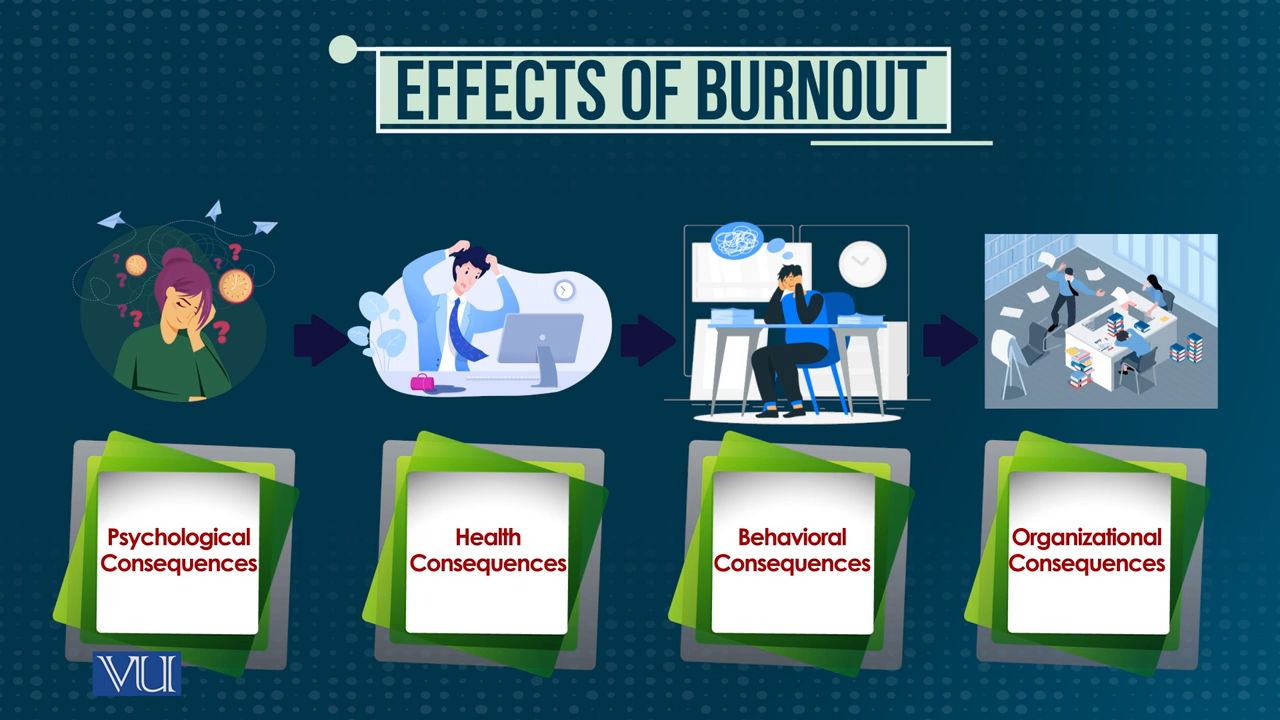 EFFECTS OF BURNOUT
Psychological
Consequences
Health
Consequences
Behavioral
Consequences
Organizational
Consequences
VU